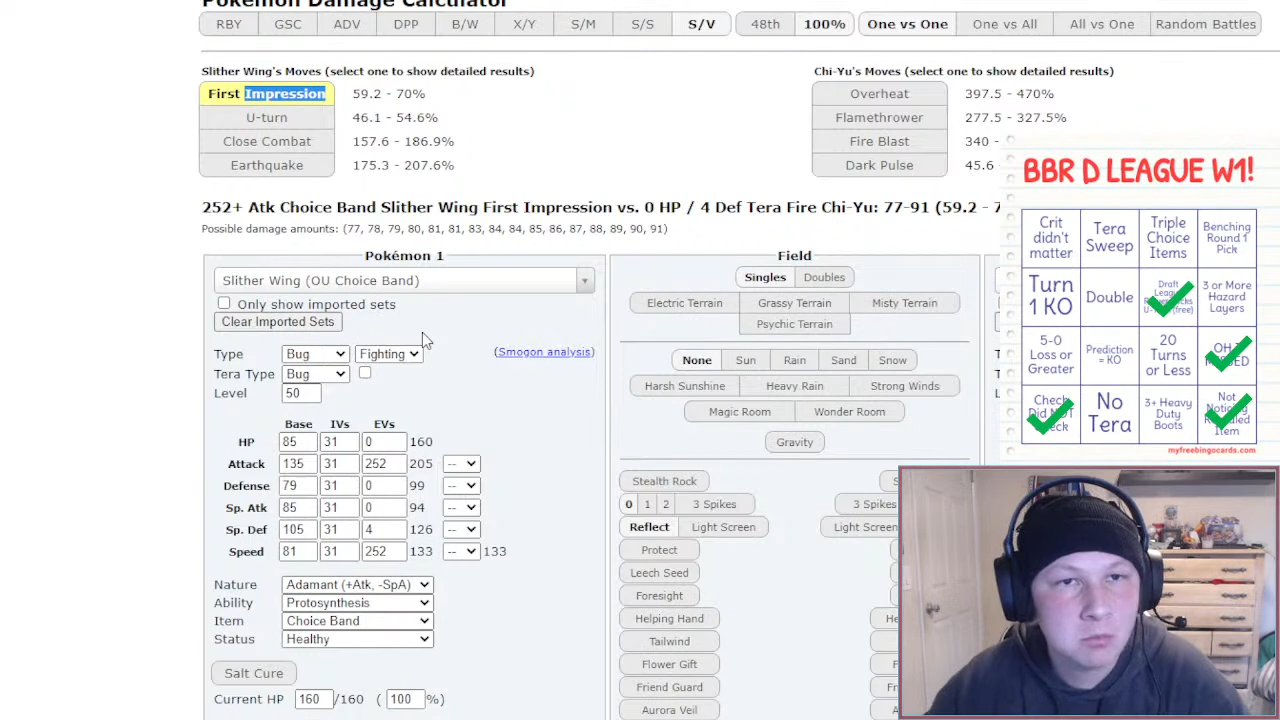 Pokémon Damage Calculator
RBY GSC ADV DPP B/W X/Y S/M S/S S/V 48th 100% One vs One One vs All All vs One Random Battles
Slither Wing's Moves (select one to show detailed results)
First Impression 59.2 - 70%
U-turn 46.1 - 54.6%
Close Combat 157.6 - 186.9%
Earthquake 175.3 - 207.6%
Chi-Yu's Moves (select one to show detailed results)
Overheat 397.5 - 470%
Flamethrower 277.5 - 327.5%
Fire Blast 340 -
Dark Pulse 45.6
252+ Atk Choice Band Slither Wing First Impression vs. 0 HP / 4 Def Tera Fire Chi-Yu: 77-91 (59.2 - 7
Possible damage amounts: (77, 78, 79, 80, 81, 81, 83, 84, 84, 85, 86, 87, 88, 89, 90, 91)
Pokémon 1
Slither Wing (OU Choice Band)
Only show imported sets
Clear Imported Sets
Type Bug Fighting (Smogon analysis)
Tera Type Bug
Level 50
Base IVs EVs
HP 85 31 0 160
Attack 135 31 252 205 --
Defense 79 31 0 99 --
Sp. Atk 85 31 0 94 --
Sp. Def 105 31 4 126 --
Speed 81 31 252 133 -- 133
Nature Adamant (+Atk, -SpA)
Ability Protosynthesis
Item Choice Band
Status Healthy
Salt Cure
Current HP 160 /160 ( 100 %)
Field
Singles Doubles
Electric Terrain Grassy Terrain Misty Terrain
Psychic Terrain
None Sun Rain Sand Snow
Harsh Sunshine Heavy Rain Strong Winds
Magic Room Wonder Room
Gravity
Stealth Rock S
0 1 2 3 Spikes 3 Spikes
Reflect Light Screen Light Screen
Protect
Leech Seed
Foresight
Helping Hand He
Tailwind
Flower Gift F
Friend Guard Fri
Aurora Veil A
BBR D LEAGUE W1!
Crit
didn't
matter
Tera
Sweep
Triple
Choice
Items
Benching
Round 1
Pick
Turn
1 KO
Double
Draft
League
(free)
3 or More
Hazard
Layers
5-0
Loss or
Greater
Prediction
= KO
20
Turns
or Less
Check
Did NOT
No
Tera
3+ Heavy
Duty
Boots
Not
Item
myfreebingocards.com